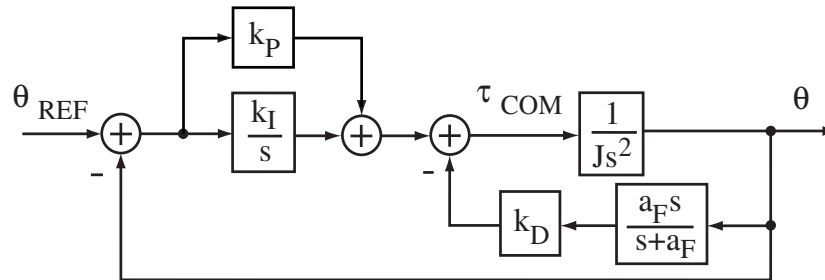 k_P
θ_REF
+
k_I
s
+
+
τ_COM
1
Js²
θ
-
-
k_D
a_F s
s+a_F